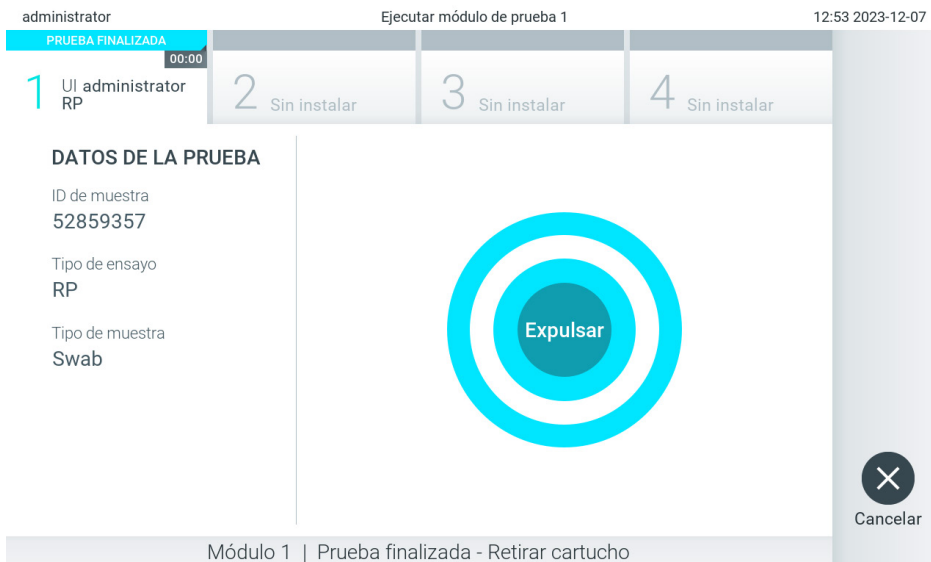 administrator
Ejecutar módulo de prueba 1
12:53 2023-12-07
PRUEBA FINALIZADA
00:00
1
UI administrator
RP
2 Sin instalar
3 Sin instalar
4 Sin instalar
DATOS DE LA PRUEBA
ID de muestra
52859357
Tipo de ensayo
RP
Tipo de muestra
Swab
Expulsar
Cancelar
Módulo 1 | Prueba finalizada - Retirar cartucho